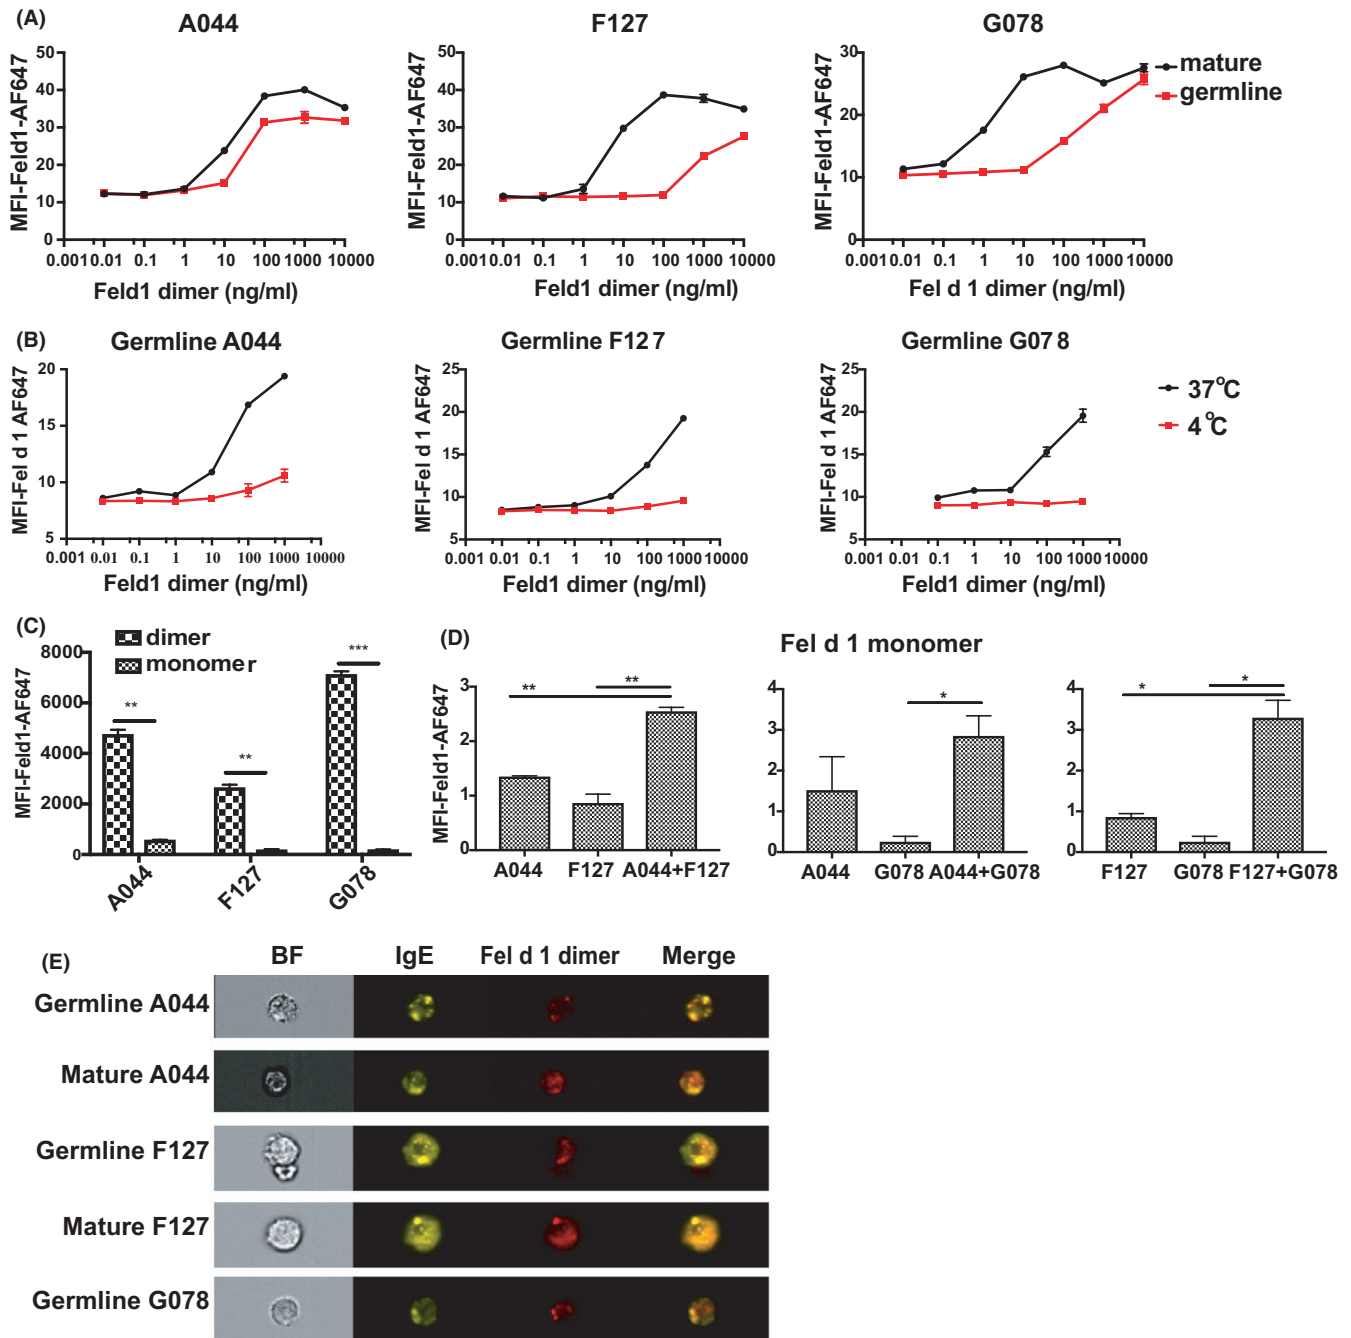 (A)
A044
F127
G078
MFI-Feld1-AF647
50
40
30
20
10
0
0.001 0.1 1 10 100 1000 10000
Feld1 dimer (ng/ml)
MFI-Feld1-AF647
50
40
30
20
10
0
0.001 0.1 1 10 100 1000 10000
Feld1 dimer (ng/ml)
MFI-Feld1-AF647
30
20
10
0
0.001 0.1 1 10 100 1000 10000
Fel d 1 dimer (ng/ml)
mature
germline
(B)
Germline A044
Germline F127
Germline G078
MFI-Fel d 1 AF647
20
15
10
5
0.001 0.01 0.1 1 10 100 1000 10000
Feld1 dimer (ng/ml)
MFI-Fel d 1 AF647
25
20
15
10
5
0.001 0.01 0.1 1 10 100 1000 10000
Feld1 dimer (ng/ml)
MFI-Fel d 1 AF647
25
20
15
10
5
0.001 0.01 0.1 1 10 100 1000 10000
Feld1 dimer (ng/ml)
37°C
4°C
(C)
dimer
monomer
MFI-Feld1-AF647
8000
6000
4000
2000
0
**
**
***
A044
F127
G078
(D)
Fel d 1 monomer
MFI-Feld1-AF647
3
2
1
0
**
**
A044 F127 A044+F127
4
3
2
1
0
*
A044 G078 A044+G078
4
3
2
1
0
*
*
F127 G078 F127+G078
(E)
BF IgE Fel d 1 dimer Merge
Germline A044
Mature A044
Germline F127
Mature F127
Germline G078